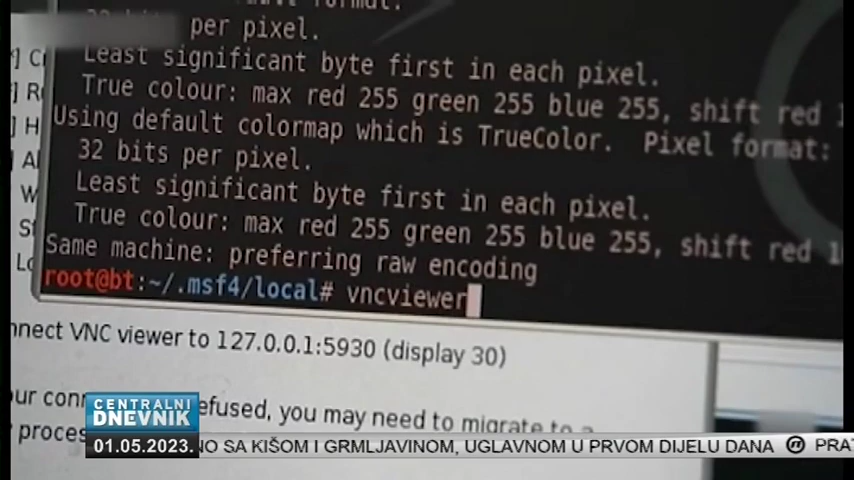 per pixel.
Least significant byte first in each pixel.
True colour: max red 255 green 255 blue 255, shift red
Using default colormap which is TrueColor. Pixel format:
32 bits per pixel.
Least significant byte first in each pixel.
True colour: max red 255 green 255 blue 255, shift red
Same machine: preferring raw encoding
root@bt:~/.msf4/local# vncviewer
VNC viewer to 127.0.0.1:5930 (display 30)
efused, you may need to migrate to a
CENTRALNI
DNEVNIK
01.05.2023. NO SA KIŠOM I GRMLJAVINOM, UGLAVNOM U PRVOM DIJELU DANA PRAT